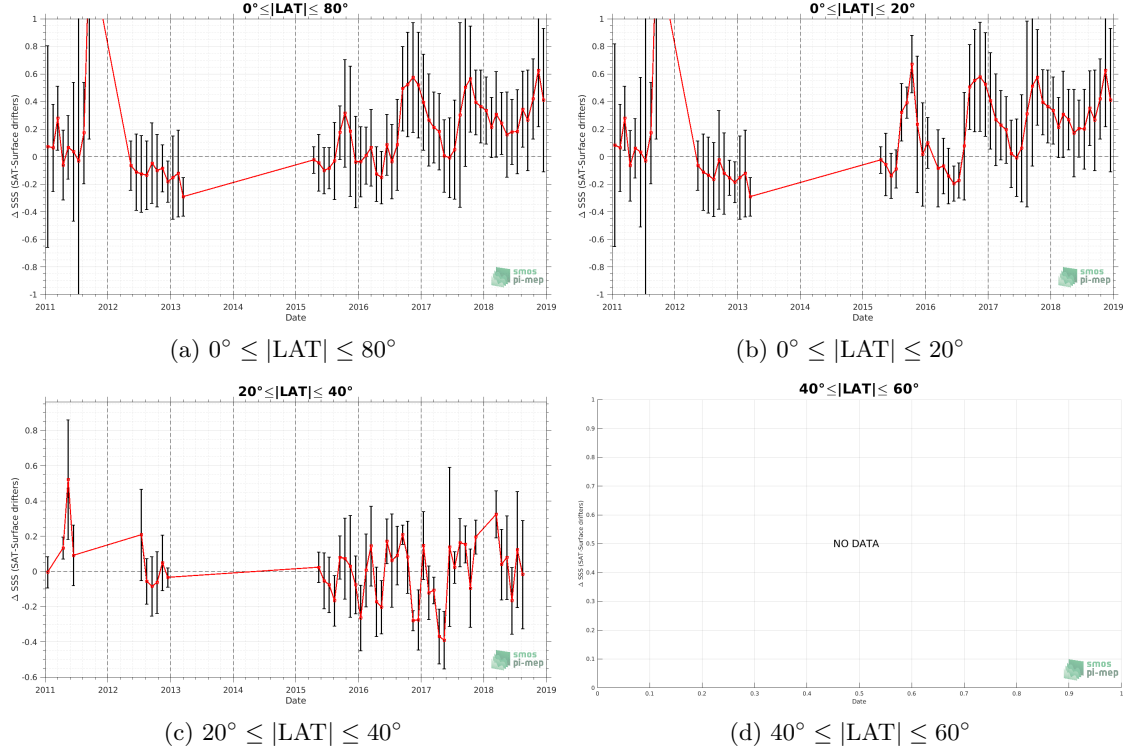 0°≤|LAT|≤ 80°
1
0.8
0.6
0.4
0.2
0
-0.2
-0.4
-0.6
-0.8
-1
Δ SSS (SAT-Surface drifters)
2011 2012 2013 2014 2015 2016 2017 2018 2019
Date
smos
pi-mep
(a) 0° ≤ |LAT| ≤ 80°
0°≤|LAT|≤ 20°
1
0.8
0.6
0.4
0.2
0
-0.2
-0.4
-0.6
-0.8
-1
Δ SSS (SAT-Surface drifters)
2011 2012 2013 2014 2015 2016 2017 2018 2019
Date
smos
pi-mep
(b) 0° ≤ |LAT| ≤ 20°
20°≤|LAT|≤ 40°
0.8
0.6
0.4
0.2
0
-0.2
-0.4
-0.6
Δ SSS (SAT-Surface drifters)
2011 2012 2013 2014 2015 2016 2017 2018 2019
Date
smos
pi-mep
(c) 20° ≤ |LAT| ≤ 40°
40°≤|LAT|≤ 60°
1
0.9
0.8
0.7
0.6
0.5
0.4
0.3
0.2
0.1
0
Δ SSS (SAT-Surface drifters)
NO DATA
0 0.1 0.2 0.3 0.4 0.5 0.6 0.7 0.8 0.9 1
Date
smos
pi-mep
(d) 40° ≤ |LAT| ≤ 60°